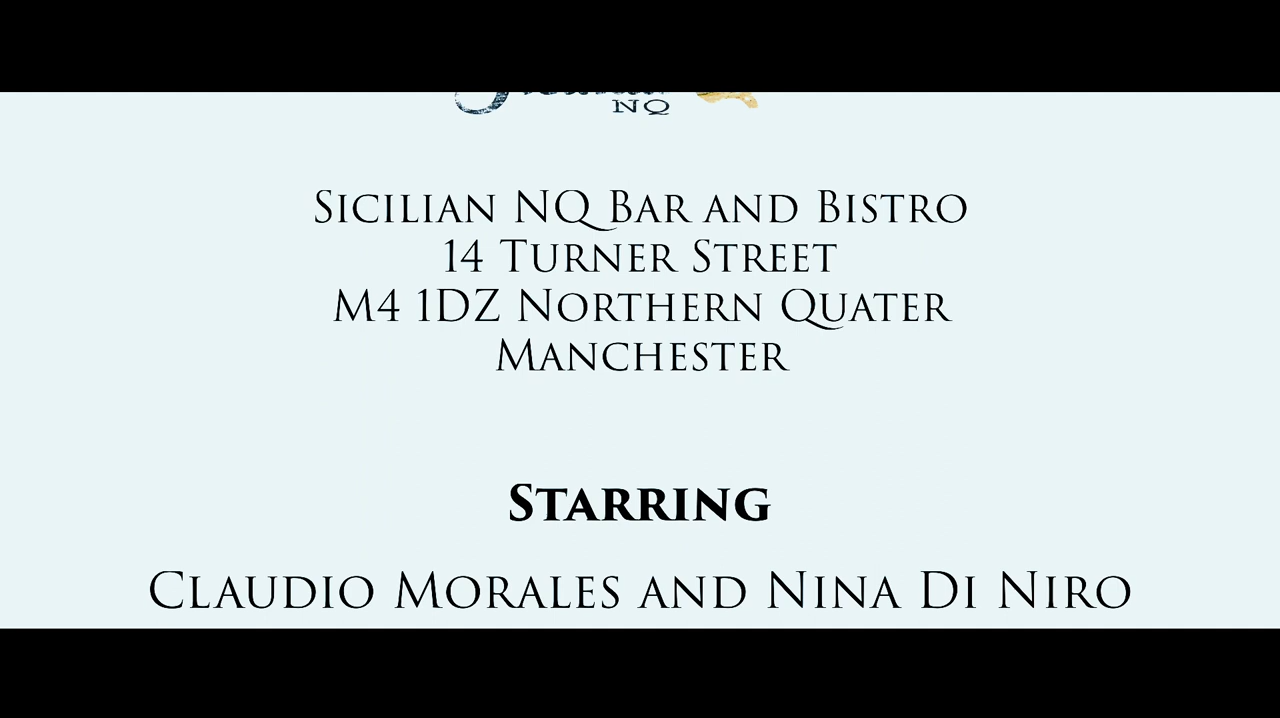 NQ
Sicilian NQ Bar and Bistro
14 Turner Street
M4 1DZ Northern Quater
Manchester
Starring
Claudio Morales and Nina Di Niro